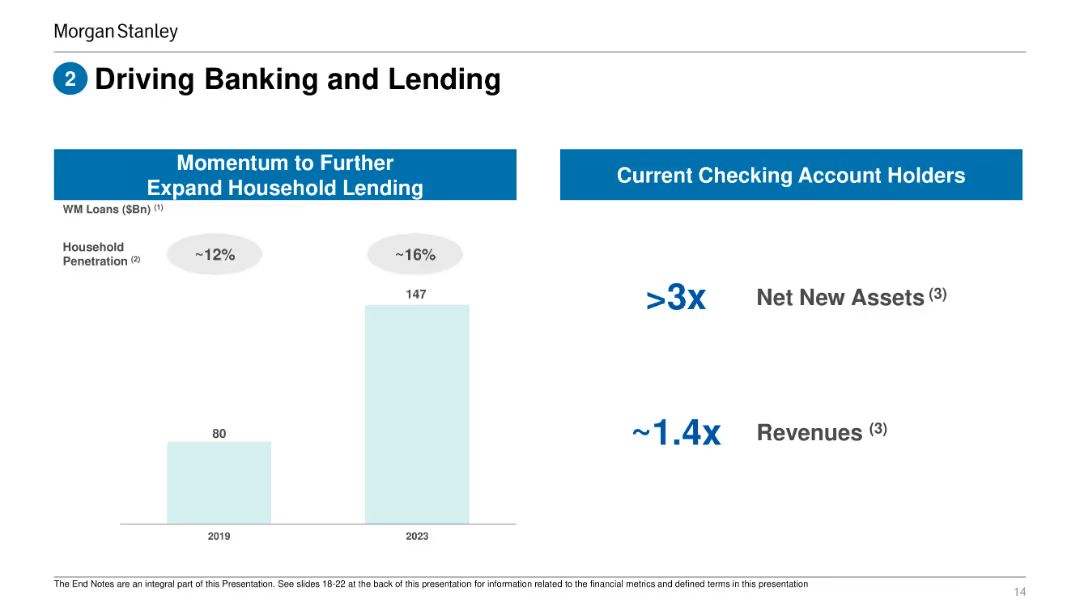 Morgan Stanley
2 Driving Banking and Lending
Momentum to Further
Expand Household Lending
WM Loans ($Bn) (1)
Household
Penetration (2)
~12%
~16%
147
80
2019
2023
Current Checking Account Holders
>3x Net New Assets (3)
~1.4x Revenues (3)
The End Notes are an integral part of this Presentation. See slides 18-22 at the back of this presentation for information related to the financial metrics and defined terms in this presentation
14